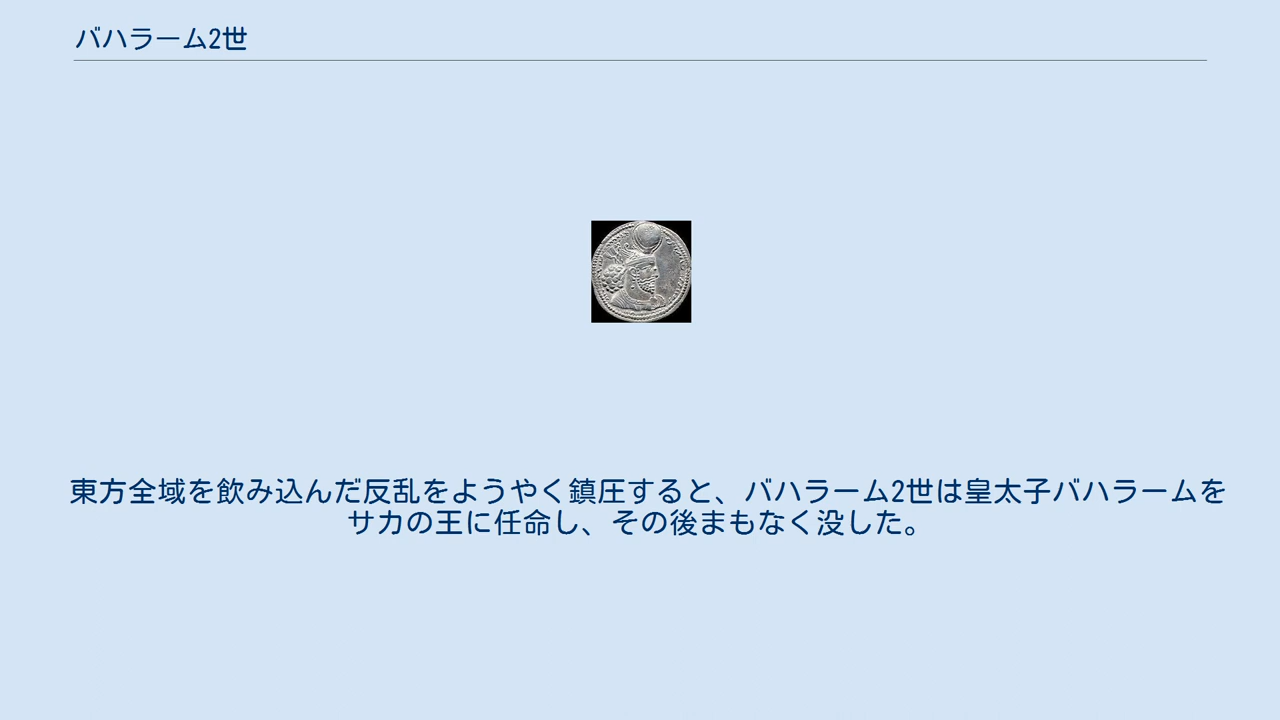 バハラーム2世
東方全域を飲み込んだ反乱をようやく鎮圧すると、バハラーム2世は皇太子バハラームを
サカの王に任命し、その後まもなく没した。